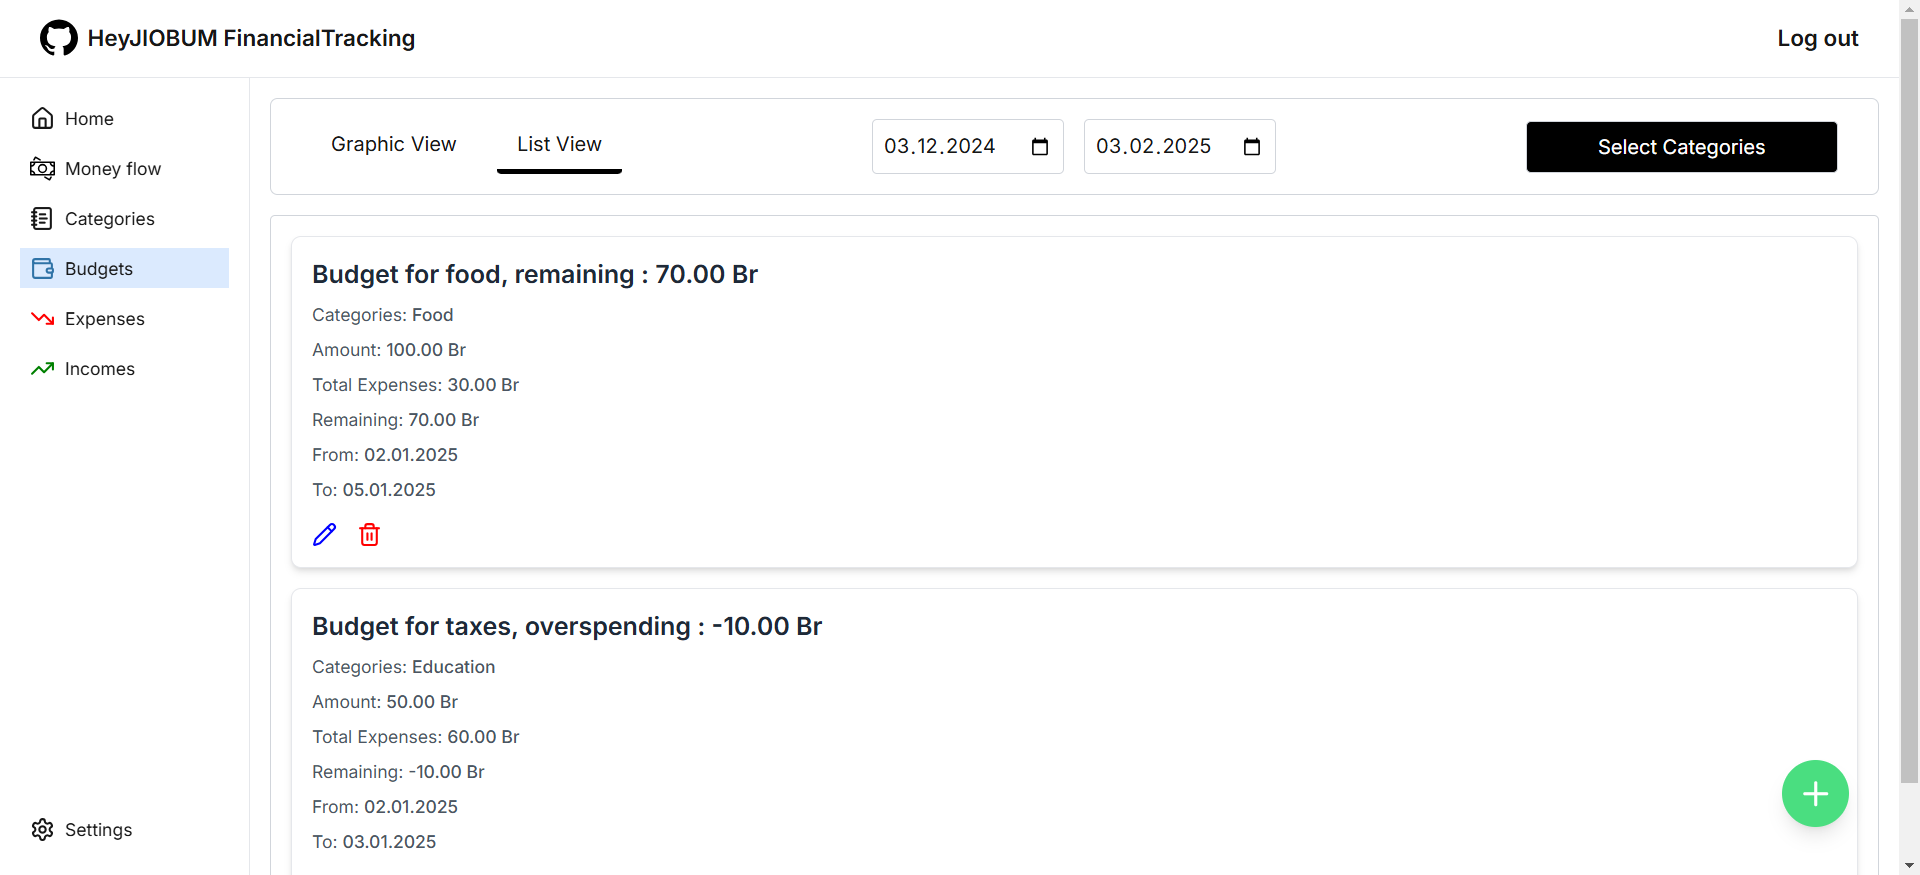 HeyJIOBUM FinancialTracking
Log out
Home
Money flow
Categories
Budgets
Expenses
Incomes
Settings
Graphic View
List View
03.12.2024
03.02.2025
Select Categories
Budget for food, remaining : 70.00 Br
Categories: Food
Amount: 100.00 Br
Total Expenses: 30.00 Br
Remaining: 70.00 Br
From: 02.01.2025
To: 05.01.2025
Budget for taxes, overspending : -10.00 Br
Categories: Education
Amount: 50.00 Br
Total Expenses: 60.00 Br
Remaining: -10.00 Br
From: 02.01.2025
To: 03.01.2025